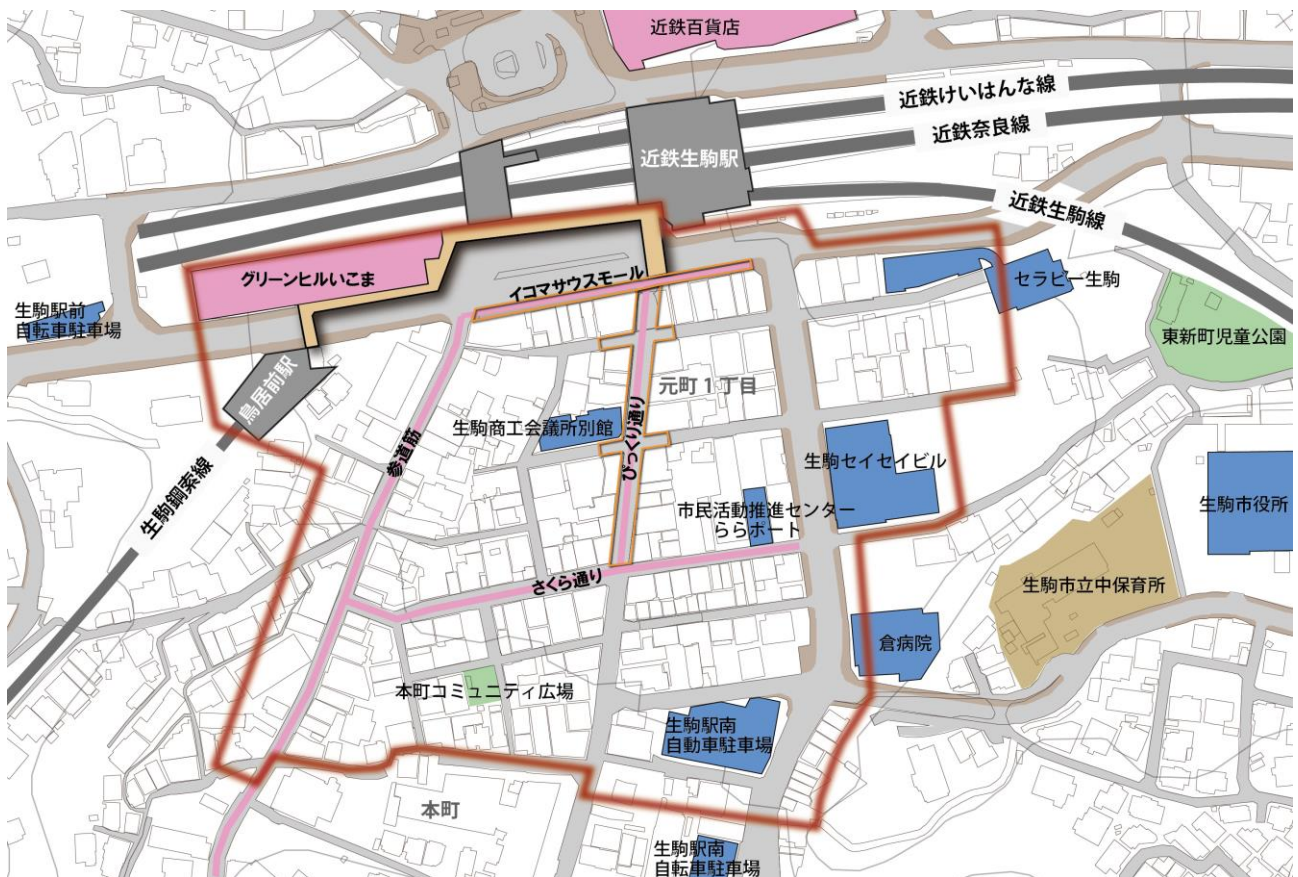 近鉄百貨店
近鉄けいはんな線
近鉄奈良線
近鉄生駒駅
近鉄生駒線
グリーンヒルいこま
イコマサウスモール
セラビー生駒
生駒駅前
自転車駐車場
東新町児童公園
鳥居前駅
元町1丁目
生駒商工会議所別館
ぴっくり通り
参道筋
生駒セイセイビル
生駒鋼索線
市民活動推進センター
ららポート
生駒市役所
さくら通り
生駒市立中保育所
倉病院
本町コミュニティ広場
生駒駅南
自動車駐車場
本町
生駒駅南
自転車駐車場